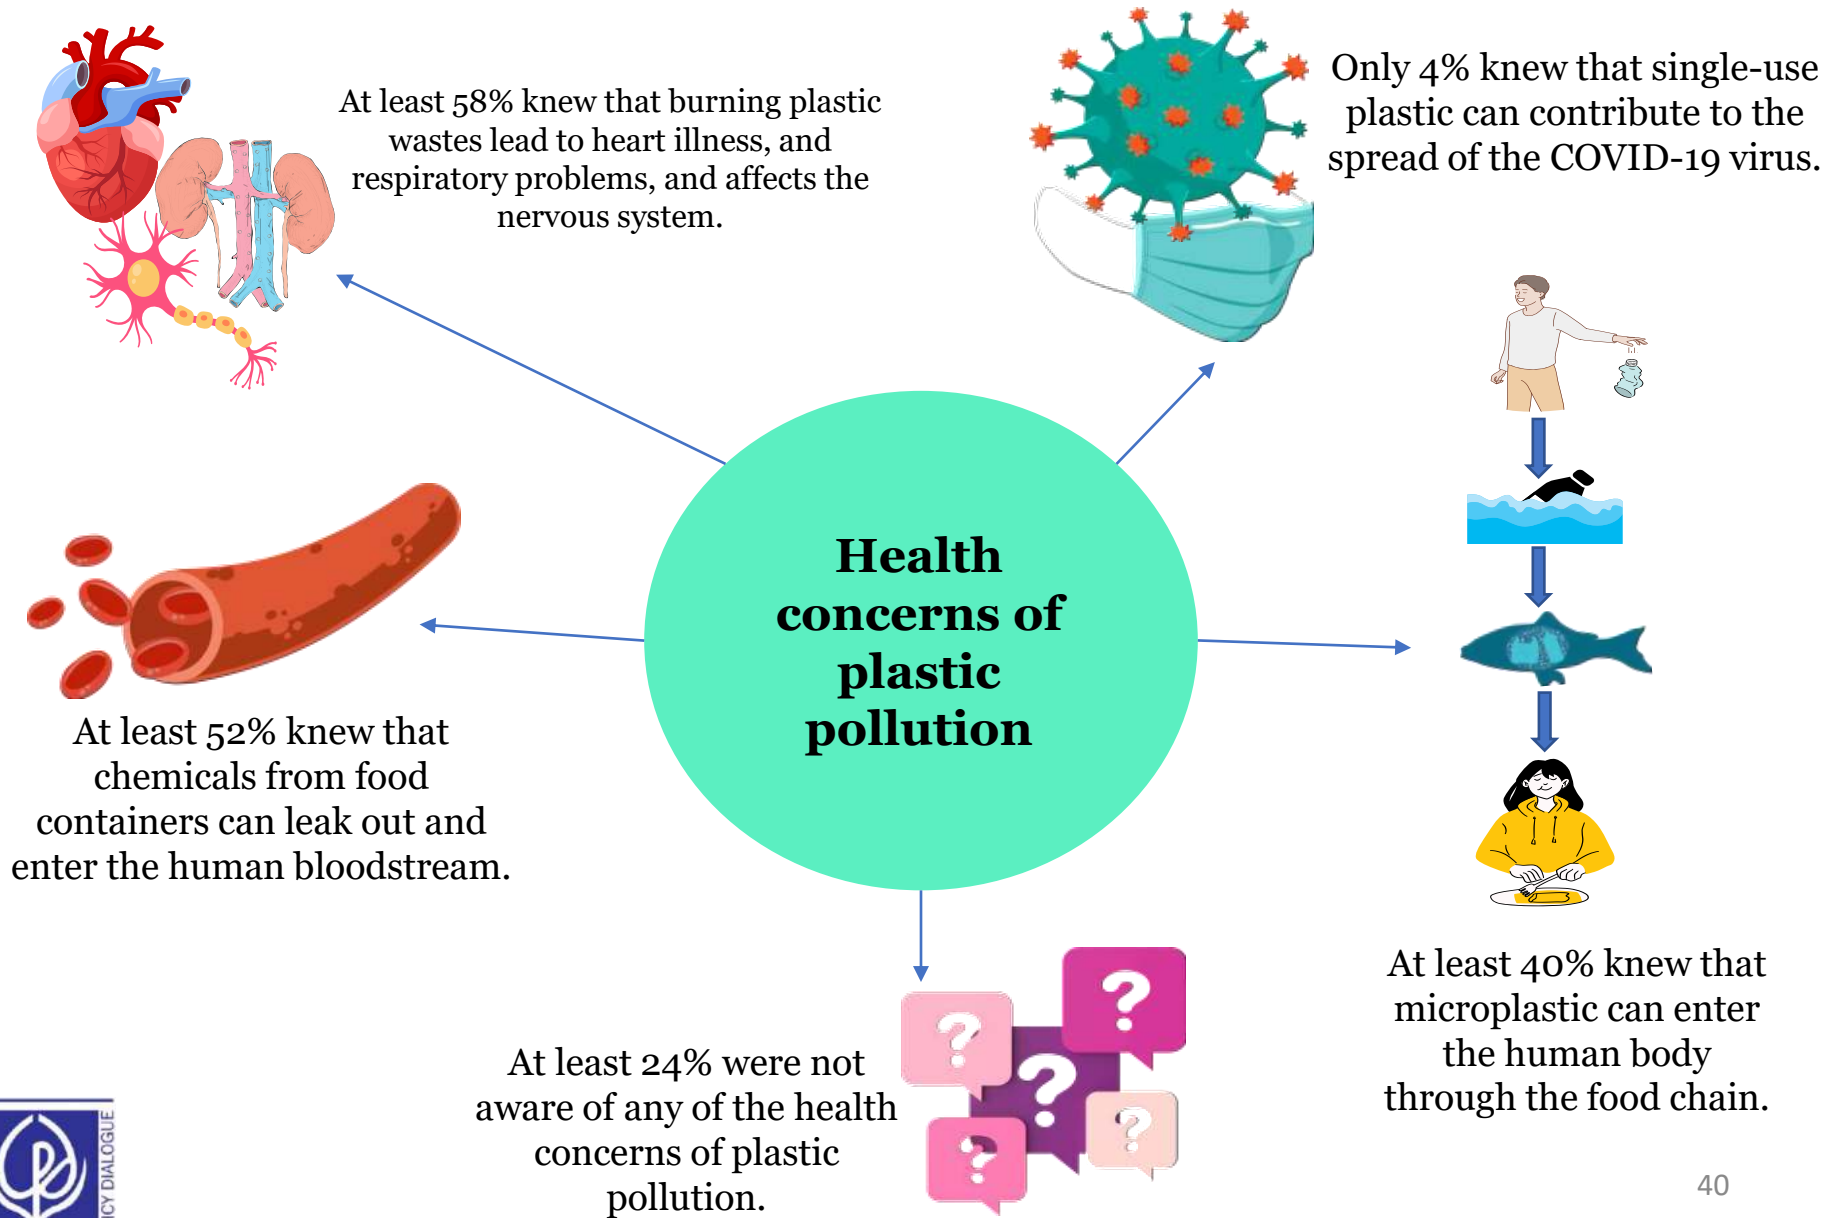 At least 58% knew that burning plastic
wastes lead to heart illness, and
respiratory problems, and affects the
nervous system.
Only 4% knew that single-use
plastic can contribute to the
spread of the COVID-19 virus.
Health
concerns of
plastic
pollution
At least 52% knew that
chemicals from food
containers can leak out and
enter the human bloodstream.
At least 40% knew that
microplastic can enter
the human body
through the food chain.
At least 24% were not
aware of any of the health
concerns of plastic
pollution.
? ? ? ? ?
DIALOGUE
40